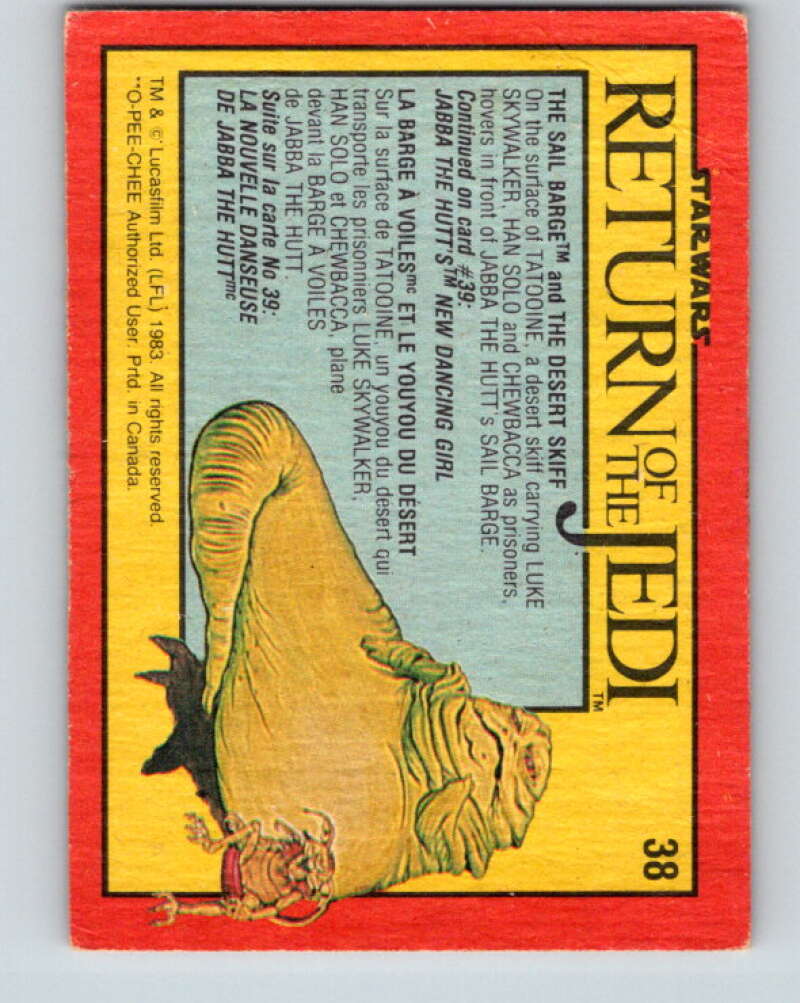 STAR WARS
RETURN OF THE JEDI™
38
THE SAIL BARGE™ and THE DESERT SKIFF
On the surface of TATOOINE, a desert skiff carrying LUKE
SKYWALKER, HAN SOLO and CHEWBACCA as prisoners,
hovers in front of JABBA THE HUTT's SAIL BARGE.
Continued on card #39:
JABBA THE HUTT'S™ NEW DANCING GIRL
LA BARGE À VOILESmc ET LE YOUYOU DU DÉSERT
Sur la surface de TATOOINE, un youyou du desert qui
transporte les prisonniers LUKE SKYWALKER,
HAN SOLO et CHEWBACCA, plane
devant la BARGE À VOILES
de JABBA THE HUTT.
Suite sur la carte No 39:
LA NOUVELLE DANSEUSE
DE JABBA THE HUTTmc
TM & © Lucasfilm Ltd. (LFL) 1983. All rights reserved.
**O-PEE-CHEE Authorized User. Prtd. in Canada.